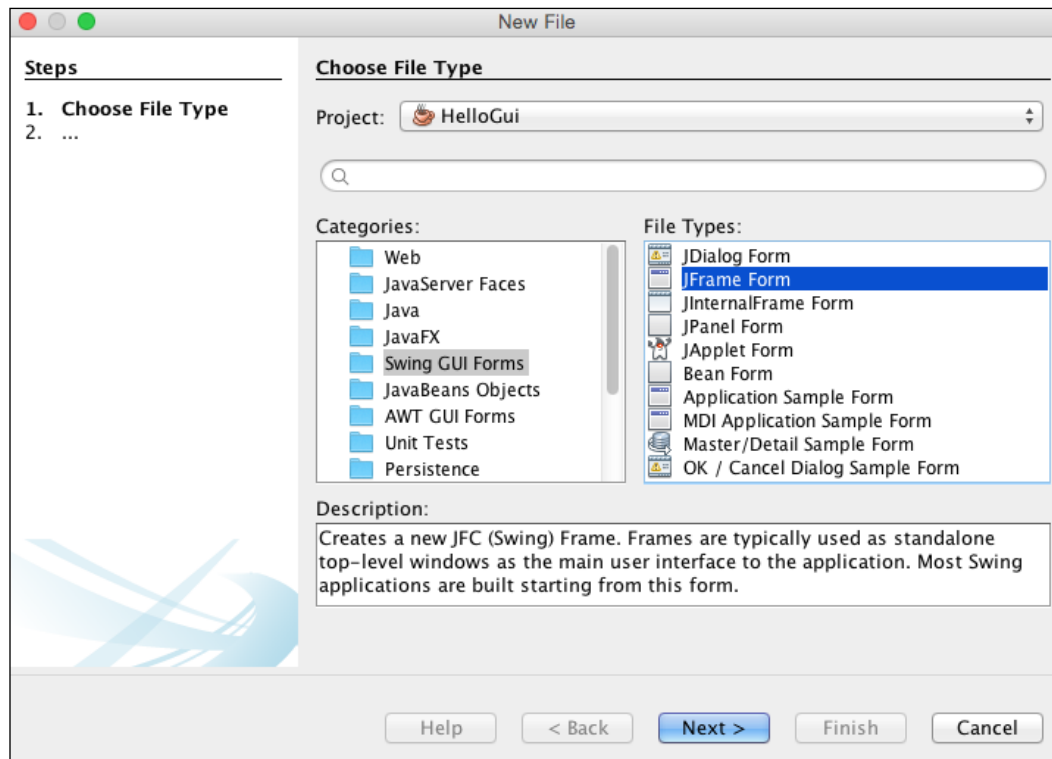 New File
Steps
1. Choose File Type
2. ...
Choose File Type
Project: HelloGui
Categories:
Web
JavaServer Faces
Java
JavaFX
Swing GUI Forms
JavaBeans Objects
AWT GUI Forms
Unit Tests
Persistence
File Types:
JDialog Form
JFrame Form
JInternalFrame Form
JPanel Form
JApplet Form
Bean Form
Application Sample Form
MDI Application Sample Form
Master/Detail Sample Form
OK / Cancel Dialog Sample Form
Description:
Creates a new JFC (Swing) Frame. Frames are typically used as standalone
top-level windows as the main user interface to the application. Most Swing
applications are built starting from this form.
Help < Back Next > Finish Cancel